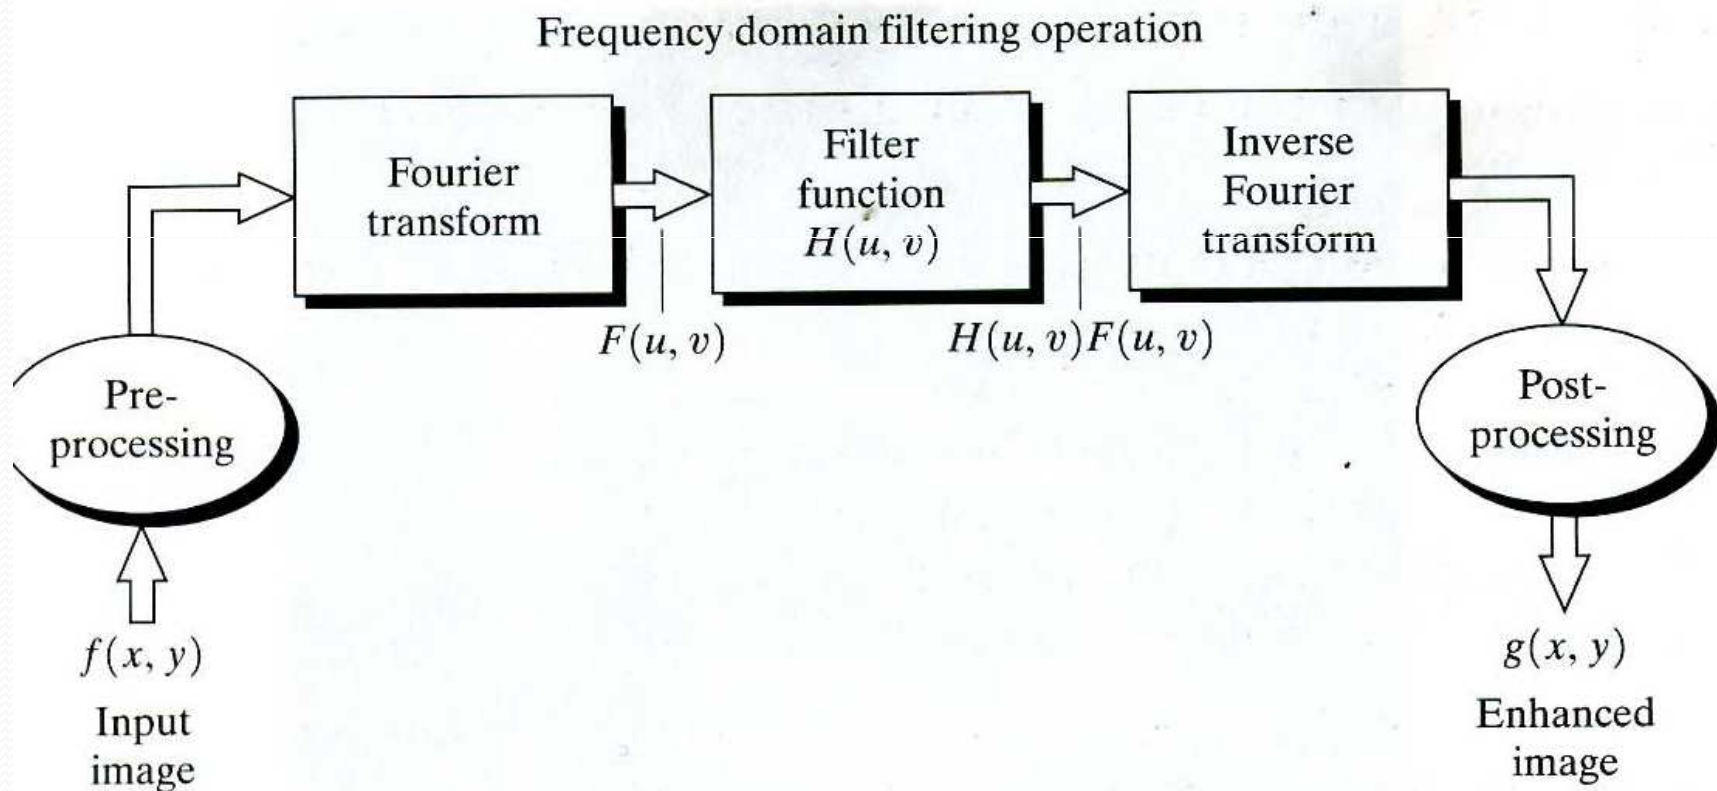 Frequency domain filtering operation
Fourier
transform
Filter
function
H(u, v)
Inverse
Fourier
transform
F(u, v)
H(u, v)F(u, v)
Pre-
processing
Post-
processing
f(x, y)
Input
image
g(x, y)
Enhanced
image